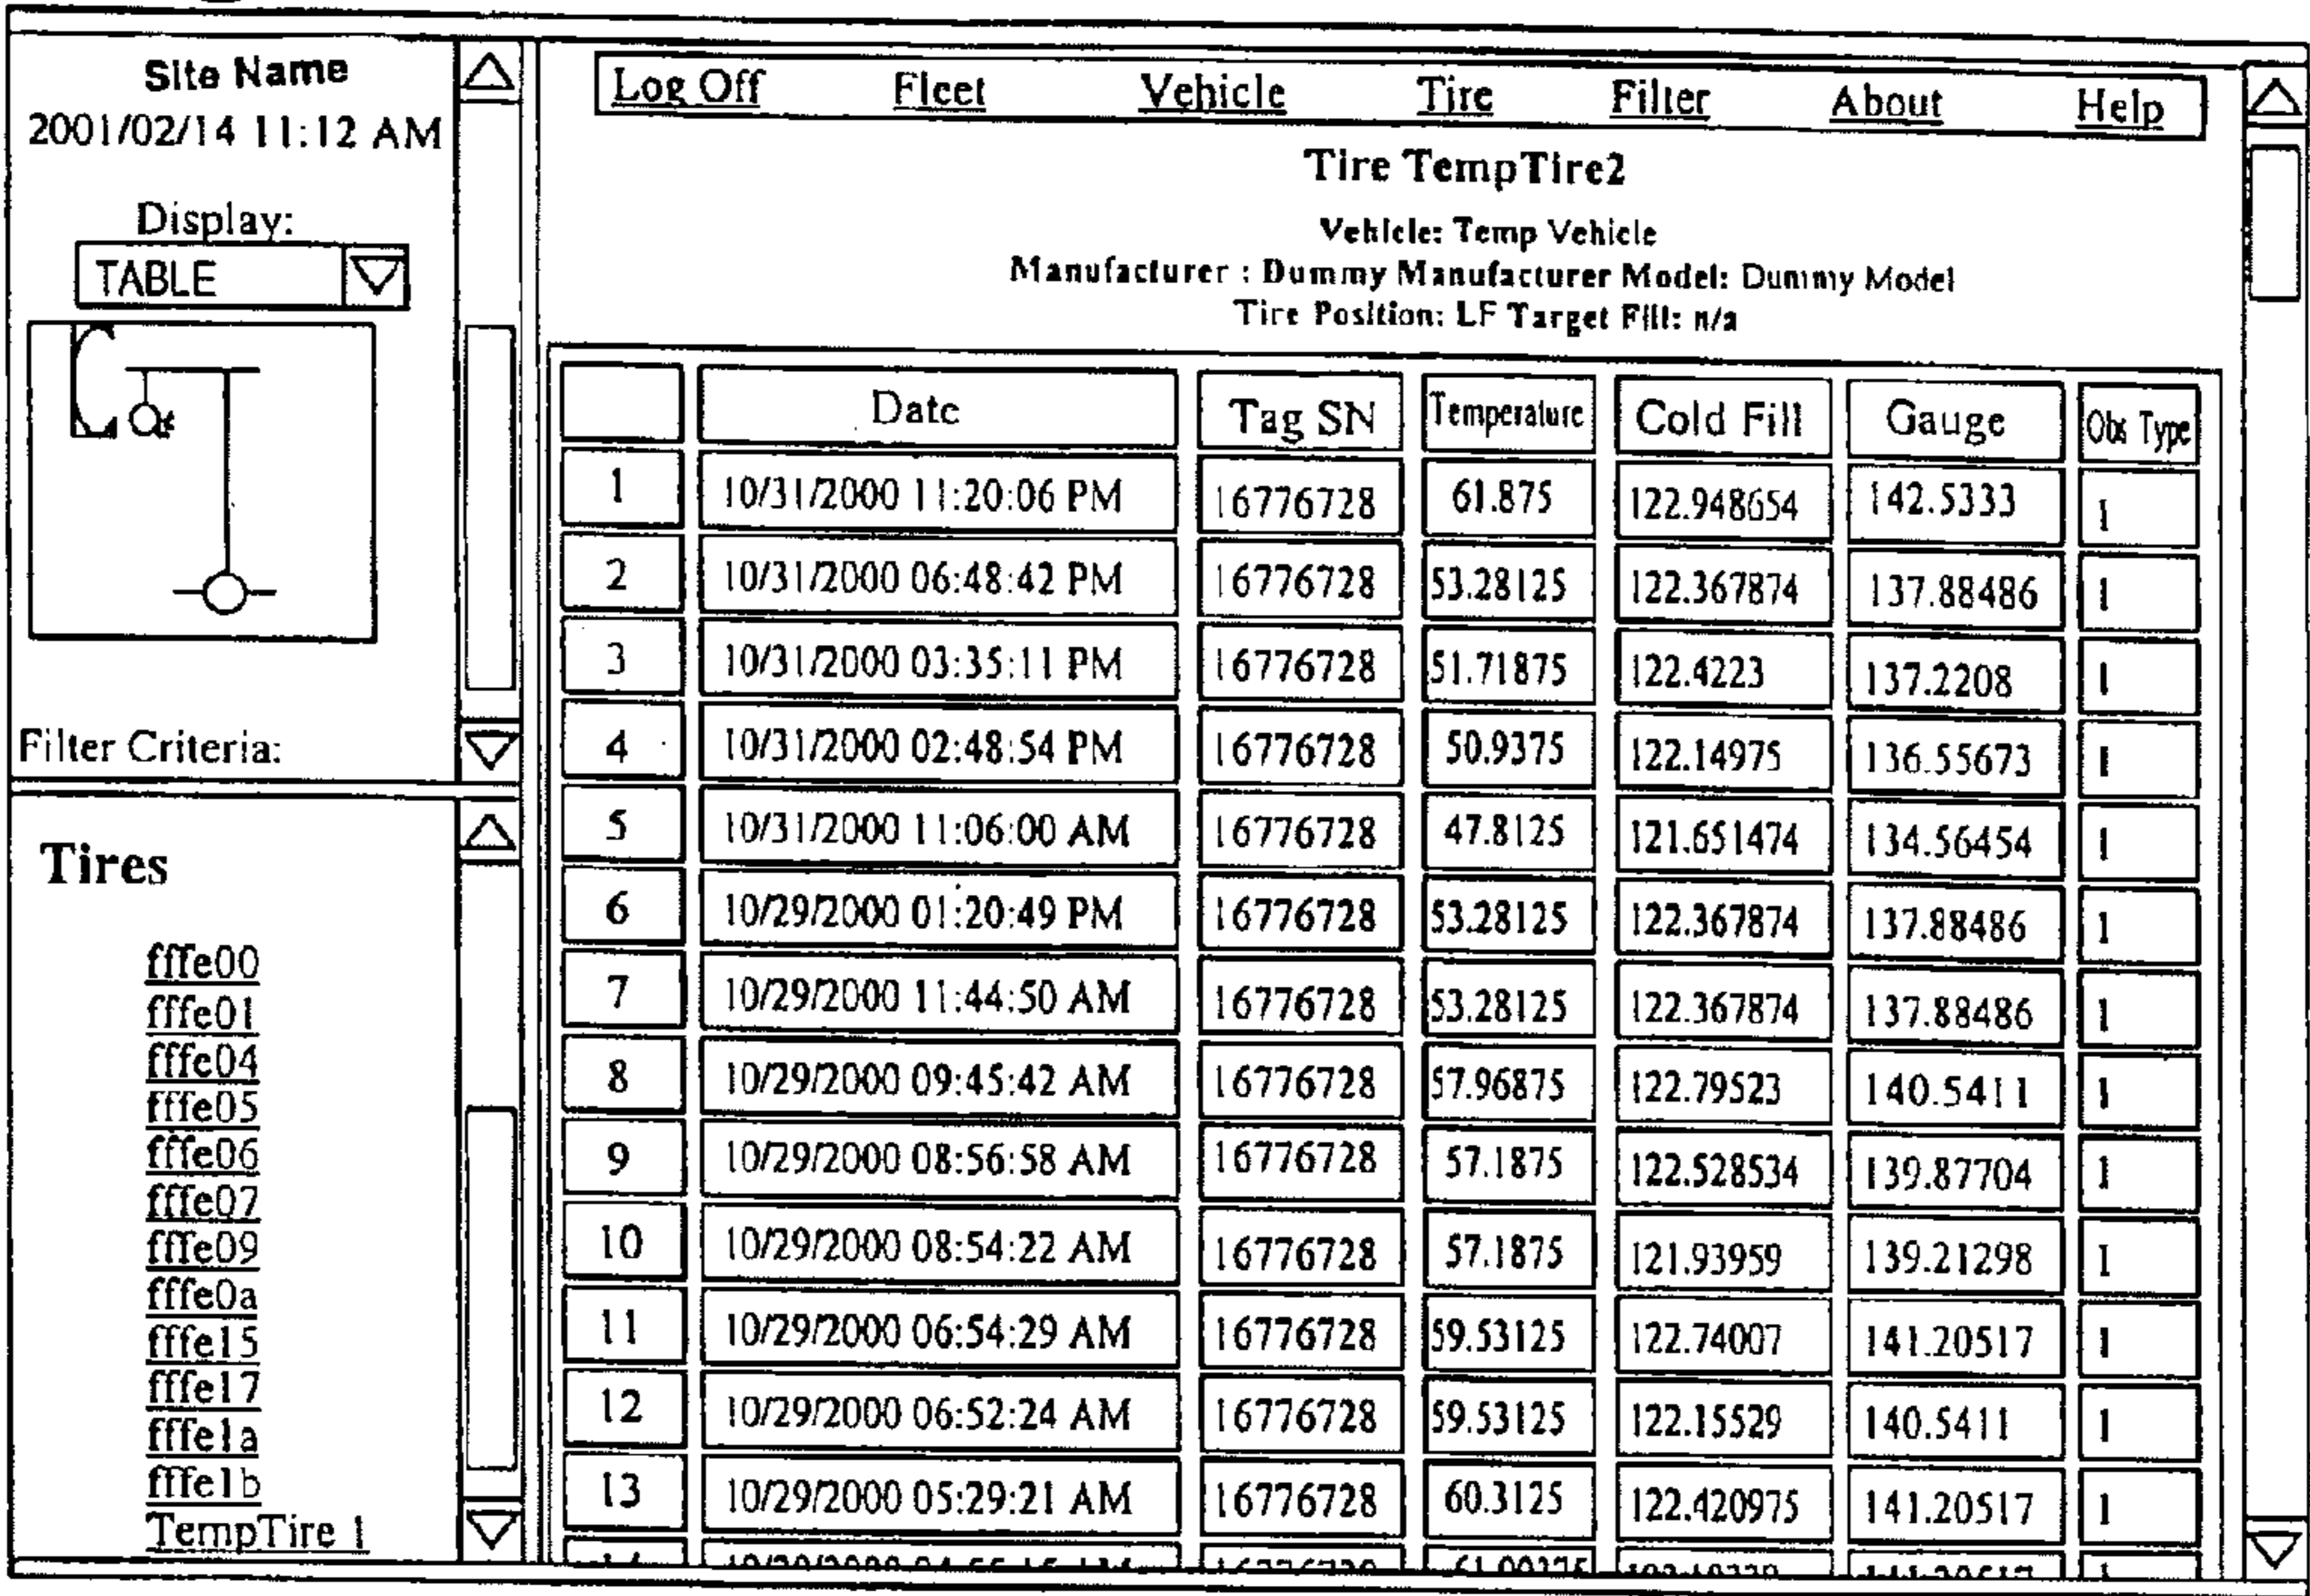 Site Name
2001/02/14 11:12 AM
Display:
TABLE
Filter Criteria:
Tires
fffe00
fffe01
fffe04
fffe05
fffe06
fffe07
fffe09
fffe0a
fffe15
fffe17
fffe1a
fffe1b
TempTire 1
Log Off Fleet Vehicle Tire Filter About Help
Tire TempTire2
Vehicle: Temp Vehicle
Manufacturer : Dummy Manufacturer Model: Dummy Model
Tire Position: LF Target Fill: n/a
Date Tag SN Temperature Cold Fill Gauge Obs Type
1 10/31/2000 11:20:06 PM 16776728 61.875 122.948654 142.5333 1
2 10/31/2000 06:48:42 PM 16776728 53.28125 122.367874 137.88486 1
3 10/31/2000 03:35:11 PM 16776728 51.71875 122.4223 137.2208 1
4 10/31/2000 02:48:54 PM 16776728 50.9375 122.14975 136.55673 1
5 10/31/2000 11:06:00 AM 16776728 47.8125 121.651474 134.56454 1
6 10/29/2000 01:20:49 PM 16776728 53.28125 122.367874 137.88486 1
7 10/29/2000 11:44:50 AM 16776728 53.28125 122.367874 137.88486 1
8 10/29/2000 09:45:42 AM 16776728 57.96875 122.79523 140.5411 1
9 10/29/2000 08:56:58 AM 16776728 57.1875 122.528534 139.87704 1
10 10/29/2000 08:54:22 AM 16776728 57.1875 121.93959 139.21298 1
11 10/29/2000 06:54:29 AM 16776728 59.53125 122.74007 141.20517 1
12 10/29/2000 06:52:24 AM 16776728 59.53125 122.15529 140.5411 1
13 10/29/2000 05:29:21 AM 16776728 60.3125 122.420975 141.20517 1